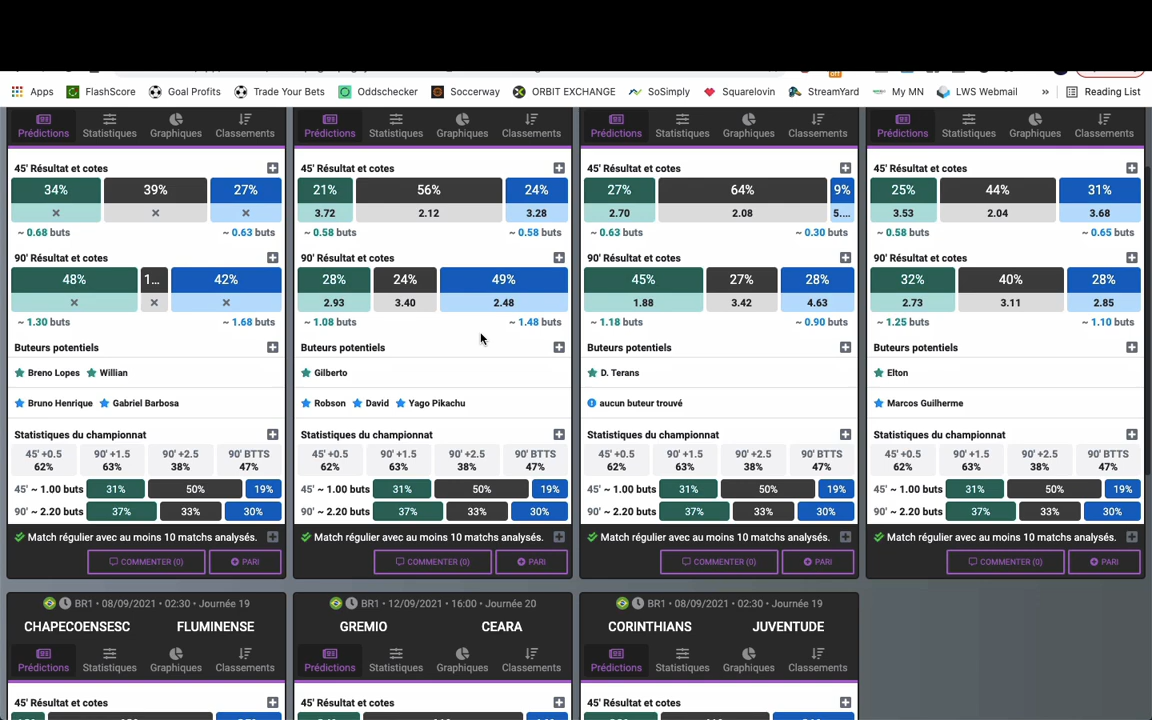 Apps FlashScore Goal Profits Trade Your Bets Oddschecker Soccerway ORBIT EXCHANGE SoSimply Squarelovin StreamYard My MN LWS Webmail » Reading List
Prédictions Statistiques Graphiques Classements
45' Résultat et cotes
34% 39% 27%
× × ×
~ 0.68 buts ~ 0.63 buts
90' Résultat et cotes
48% 1... 42%
× × ×
~ 1.30 buts ~ 1.68 buts
Buteurs potentiels
Breno Lopes Willian
Bruno Henrique Gabriel Barbosa
Statistiques du championnat
45' +0.5 90' +1.5 90' +2.5 90' BTTS
62% 63% 38% 47%
45' ~ 1.00 buts 31% 50% 19%
90' ~ 2.20 buts 37% 33% 30%
Match régulier avec au moins 10 matchs analysés.
COMMENTER (0) PARI
Prédictions Statistiques Graphiques Classements
45' Résultat et cotes
21% 56% 24%
3.72 2.12 3.28
~ 0.58 buts ~ 0.58 buts
90' Résultat et cotes
28% 24% 49%
2.93 3.40 2.48
~ 1.08 buts ~ 1.48 buts
Buteurs potentiels
Gilberto
Robson David Yago Pikachu
Statistiques du championnat
45' +0.5 90' +1.5 90' +2.5 90' BTTS
62% 63% 38% 47%
45' ~ 1.00 buts 31% 50% 19%
90' ~ 2.20 buts 37% 33% 30%
Match régulier avec au moins 10 matchs analysés.
COMMENTER (0) PARI
Prédictions Statistiques Graphiques Classements
45' Résultat et cotes
27% 64% 9%
2.70 2.08 5....
~ 0.63 buts ~ 0.30 buts
90' Résultat et cotes
45% 27% 28%
1.88 3.42 4.63
~ 1.18 buts ~ 0.90 buts
Buteurs potentiels
D. Terans
aucun buteur trouvé
Statistiques du championnat
45' +0.5 90' +1.5 90' +2.5 90' BTTS
62% 63% 38% 47%
45' ~ 1.00 buts 31% 50% 19%
90' ~ 2.20 buts 37% 33% 30%
Match régulier avec au moins 10 matchs analysés.
COMMENTER (0) PARI
Prédictions Statistiques Graphiques Classements
45' Résultat et cotes
25% 44% 31%
3.53 2.04 3.68
~ 0.58 buts ~ 0.65 buts
90' Résultat et cotes
32% 40% 28%
2.73 3.11 2.85
~ 1.25 buts ~ 1.10 buts
Buteurs potentiels
Elton
Marcos Guilherme
Statistiques du championnat
45' +0.5 90' +1.5 90' +2.5 90' BTTS
62% 63% 38% 47%
45' ~ 1.00 buts 31% 50% 19%
90' ~ 2.20 buts 37% 33% 30%
Match régulier avec au moins 10 matchs analysés.
COMMENTER (0) PARI
BR1 • 08/09/2021 • 02:30 • Journée 19
CHAPECOENSESC FLUMINENSE
Prédictions Statistiques Graphiques Classements
45' Résultat et cotes
BR1 • 12/09/2021 • 16:00 • Journée 20
GREMIO CEARA
Prédictions Statistiques Graphiques Classements
45' Résultat et cotes
BR1 • 08/09/2021 • 02:30 • Journée 19
CORINTHIANS JUVENTUDE
Prédictions Statistiques Graphiques Classements
45' Résultat et cotes